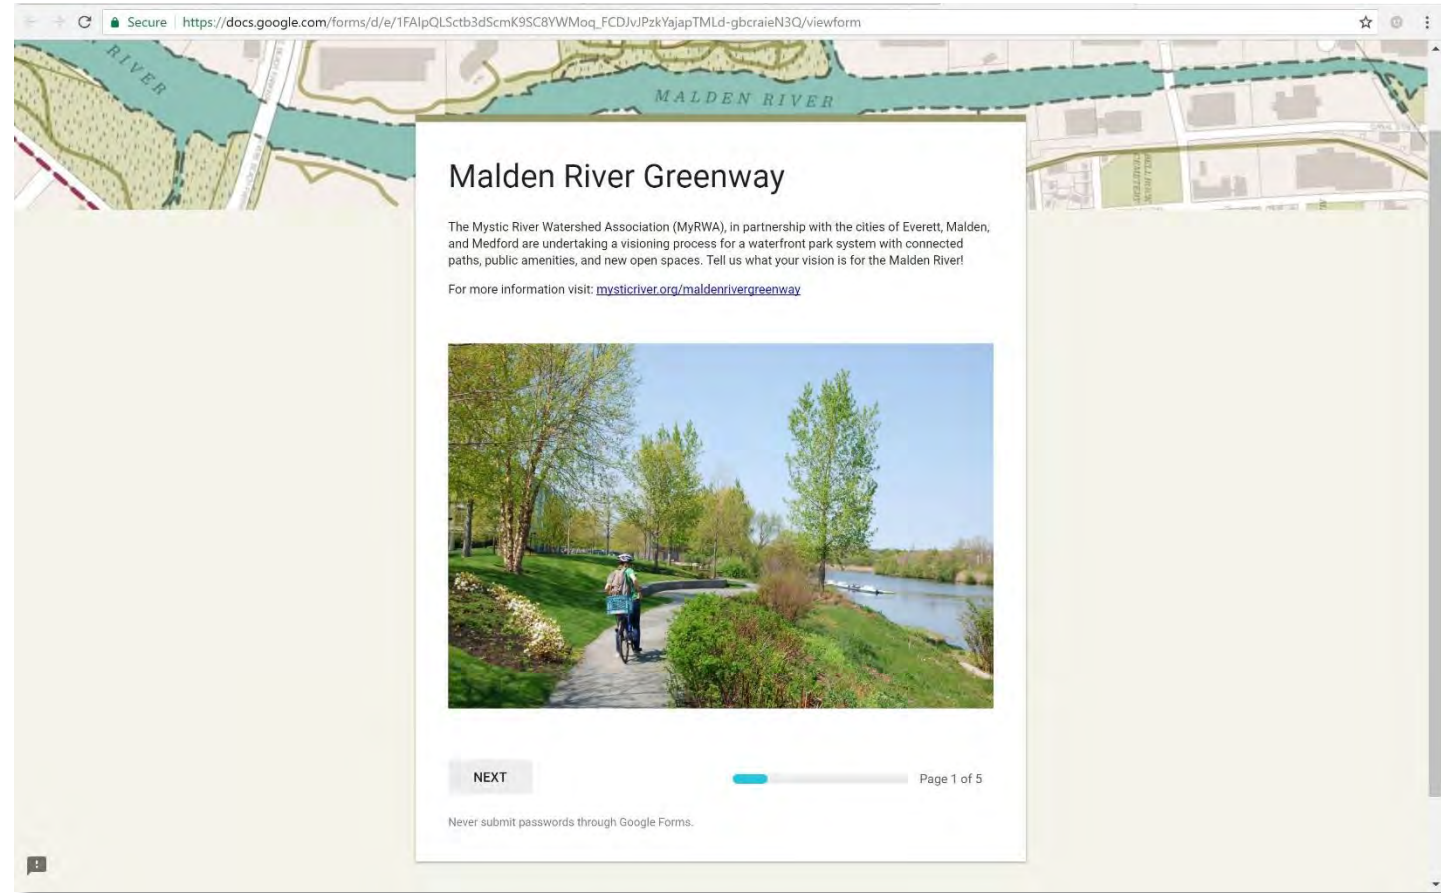 Secure https://docs.google.com/forms/d/e/1FAIpQLSctb3dScmK9SC8YWMoq_FCDJvJPzkYajapTMLd-gbcraieN3Q/viewform
RIVER
MALDEN RIVER
Malden River Greenway
The Mystic River Watershed Association (MyRWA), in partnership with the cities of Everett, Malden,
and Medford are undertaking a visioning process for a waterfront park system with connected
paths, public amenities, and new open spaces. Tell us what your vision is for the Malden River!
For more information visit: mysticriver.org/maldenrivergreenway
NEXT
Page 1 of 5
Never submit passwords through Google Forms.